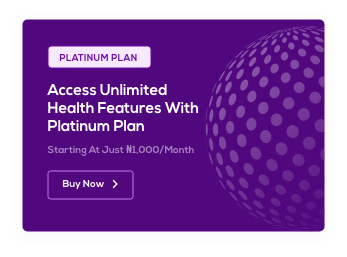 PLATINUM PLAN
Access Unlimited
Health Features With
Platinum Plan
Starting At Just ₦1,000/Month
Buy Now